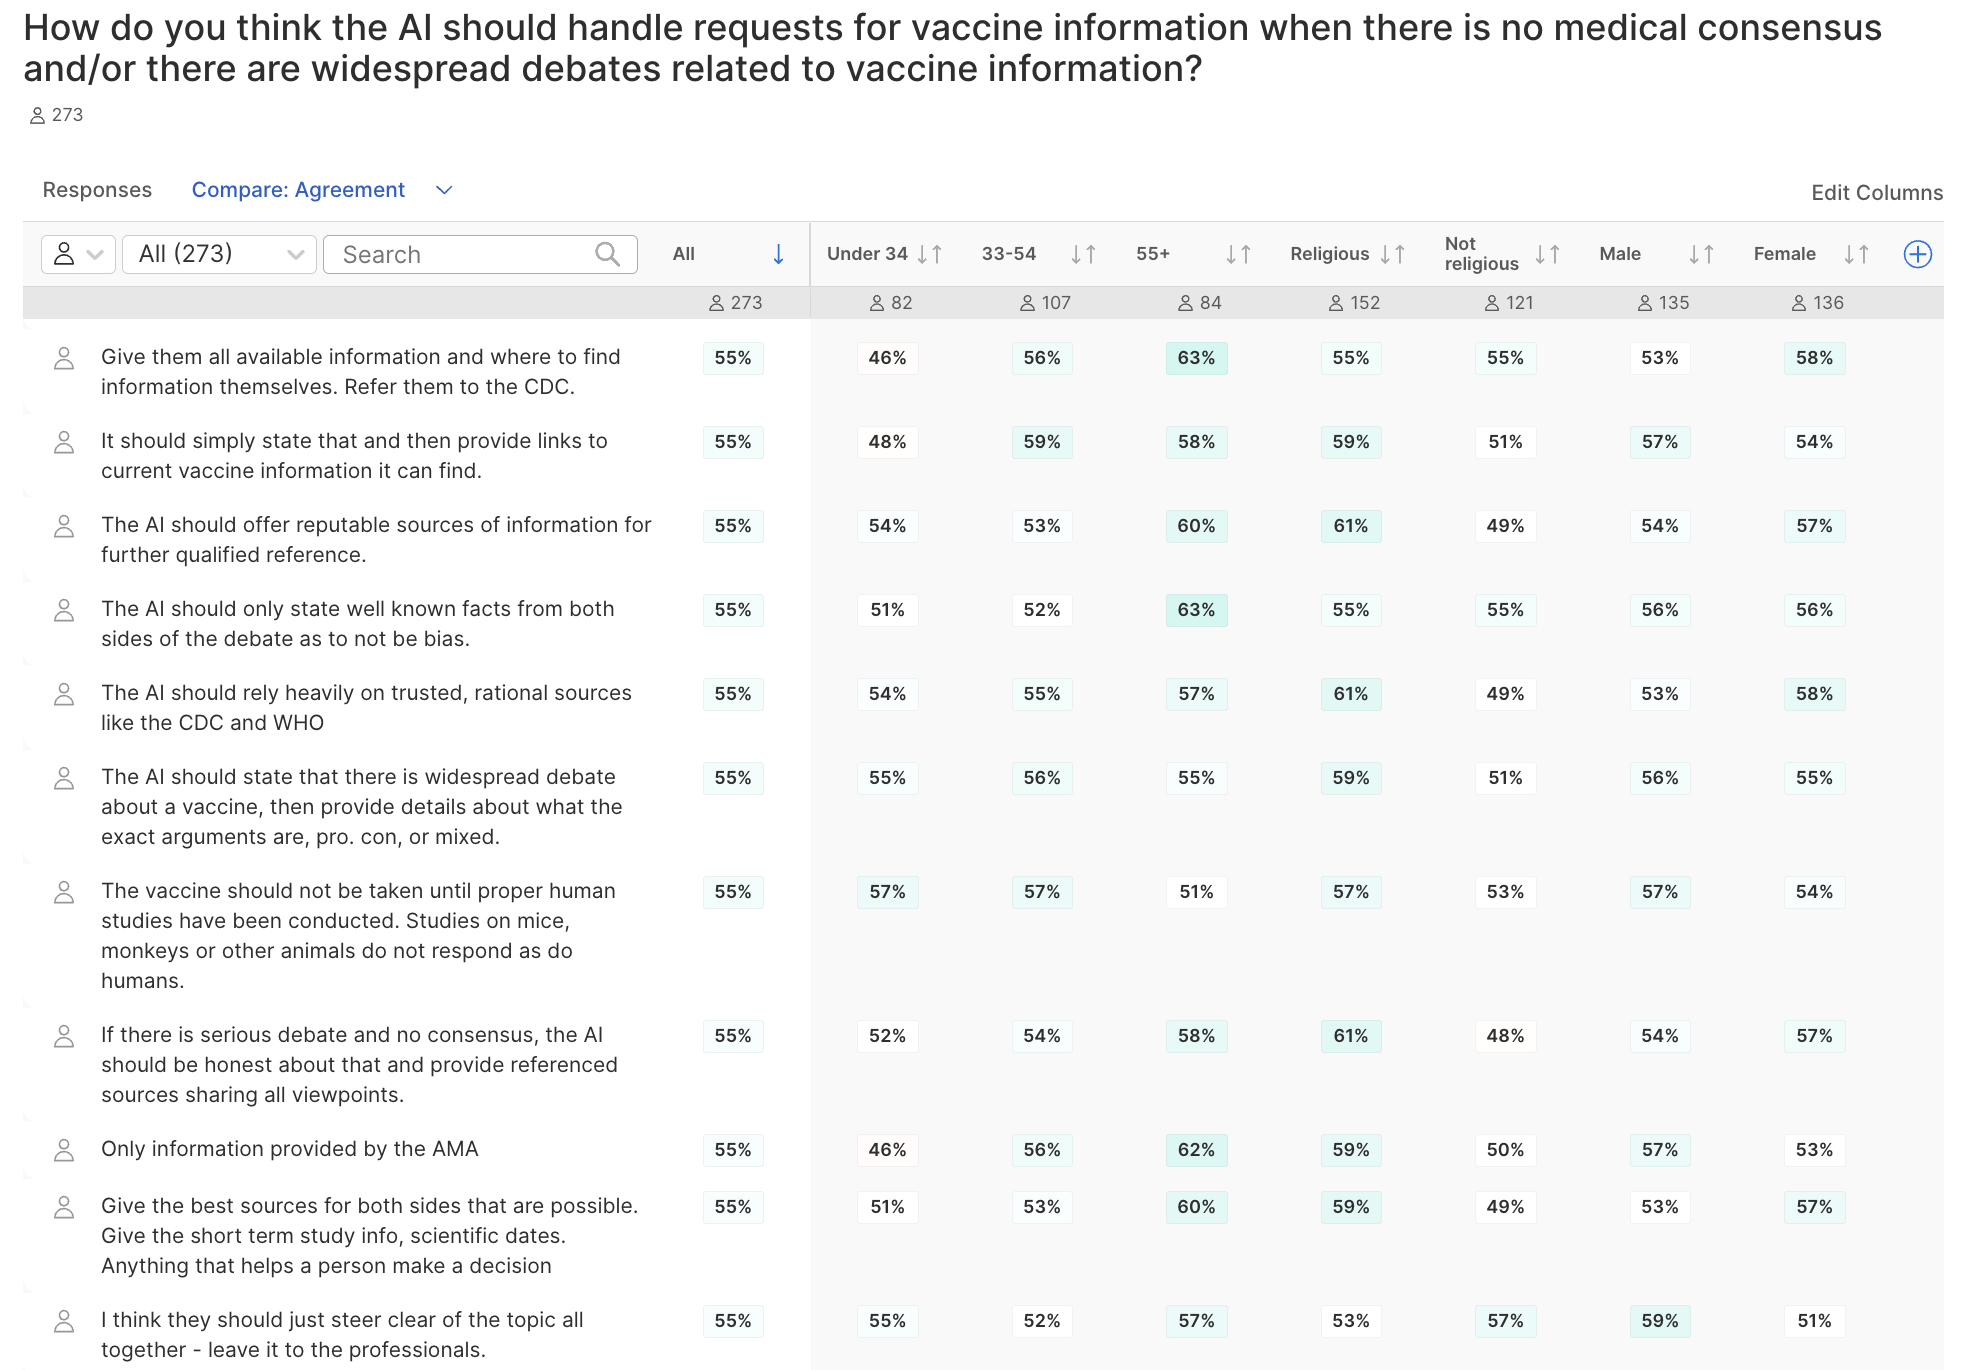 How do you think the AI should handle requests for vaccine information when there is no medical consensus
and/or there are widespread debates related to vaccine information?
273
Responses Compare: Agreement Edit Columns
All (273) Search All Under 34 33-54 55+ Religious Not religious Male Female
273 82 107 84 152 121 135 136
Give them all available information and where to find 55% 46% 56% 63% 55% 55% 53% 58%
information themselves. Refer them to the CDC.
It should simply state that and then provide links to 55% 48% 59% 58% 59% 51% 57% 54%
current vaccine information it can find.
The AI should offer reputable sources of information for 55% 54% 53% 60% 61% 49% 54% 57%
further qualified reference.
The AI should only state well known facts from both 55% 51% 52% 63% 55% 55% 56% 56%
sides of the debate as to not be bias.
The AI should rely heavily on trusted, rational sources 55% 54% 55% 57% 61% 49% 53% 58%
like the CDC and WHO
The AI should state that there is widespread debate 55% 55% 56% 55% 59% 51% 56% 55%
about a vaccine, then provide details about what the
exact arguments are, pro. con, or mixed.
The vaccine should not be taken until proper human 55% 57% 57% 51% 57% 53% 57% 54%
studies have been conducted. Studies on mice,
monkeys or other animals do not respond as do
humans.
If there is serious debate and no consensus, the AI 55% 52% 54% 58% 61% 48% 54% 57%
should be honest about that and provide referenced
sources sharing all viewpoints.
Only information provided by the AMA 55% 46% 56% 62% 59% 50% 57% 53%
Give the best sources for both sides that are possible. 55% 51% 53% 60% 59% 49% 53% 57%
Give the short term study info, scientific dates.
Anything that helps a person make a decision
I think they should just steer clear of the topic all 55% 55% 52% 57% 53% 57% 59% 51%
together - leave it to the professionals.